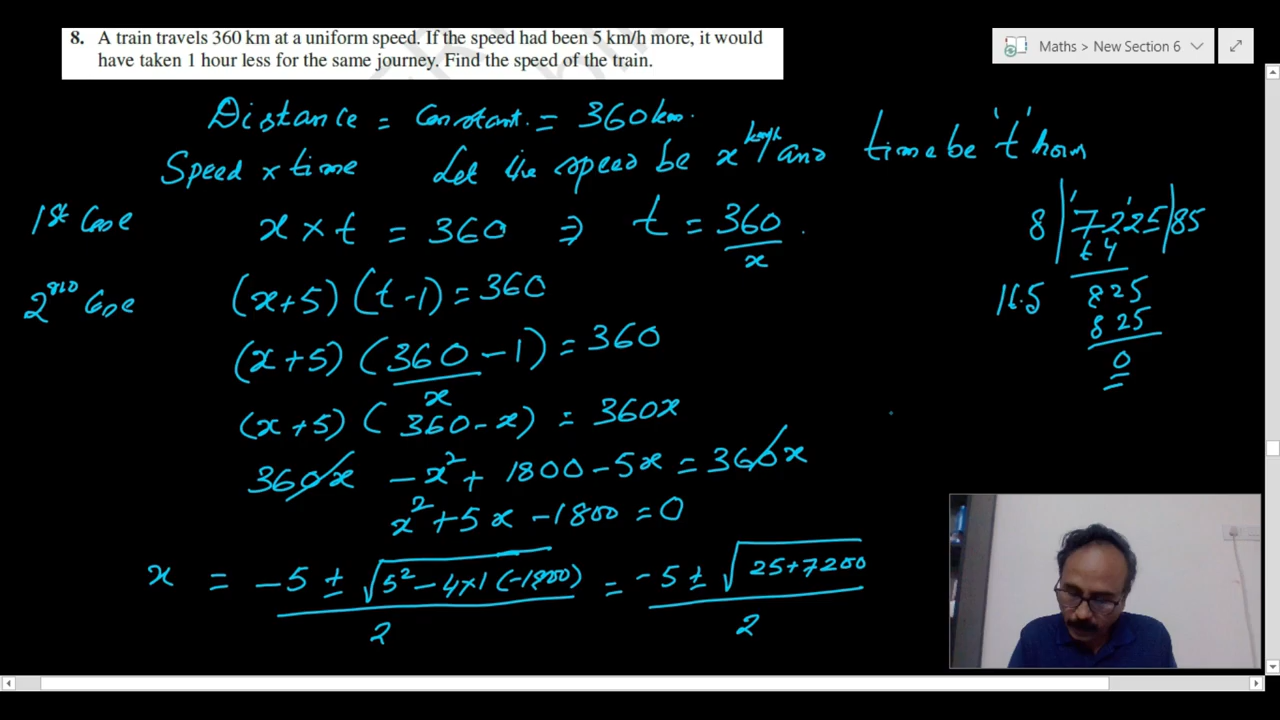 8. A train travels 360 km at a uniform speed. If the speed had been 5 km/h more, it would
have taken 1 hour less for the same journey. Find the speed of the train.
Maths > New Section 6
Distance = Constant. = 360 km.
Speed × time Let the speed be x kmph and time be 't' hours
1st Case x × t = 360 ⇒ t = 360/x .
2nd Case (x+5) (t-1) = 360
(x+5) (360/x - 1) = 360
(x+5) (360-x) = 360x
360x - x² + 1800 - 5x = 360x
x² + 5x - 1800 = 0
x = -5 ± √5² - 4×1 (-1800) / 2 = -5 ± √25+7200 / 2
8 | 7225 | 85
64
165 825
825
0